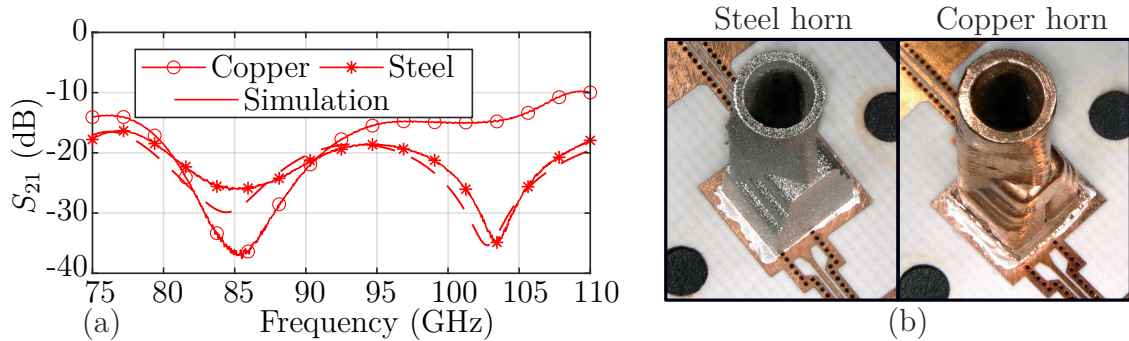 Steel horn Copper horn
0
-10
-20
-30
-40
S21 (dB)
Copper Steel
Simulation
75 80 85 90 95 100 105 110
Frequency (GHz)
(a)
(b)